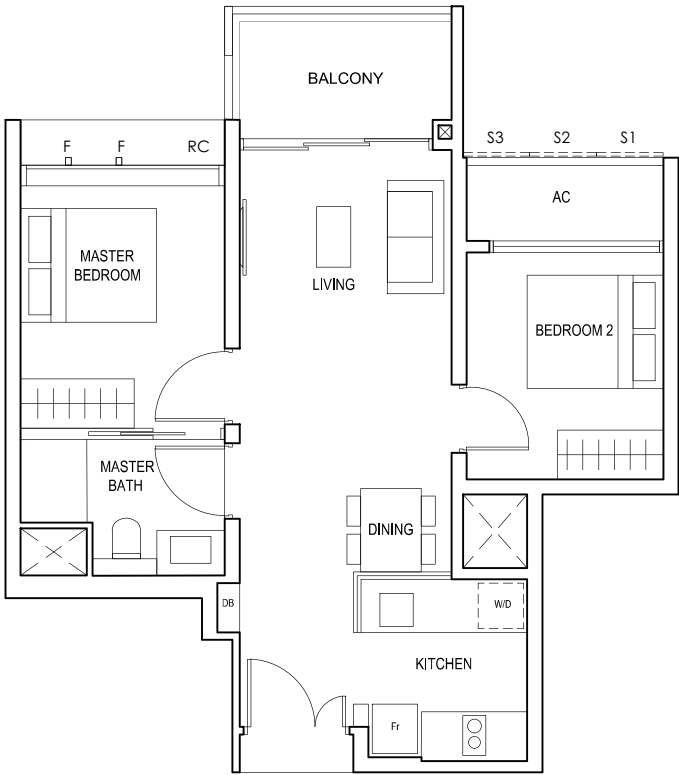 BALCONY
F
F
RC
S3
S2
S1
AC
MASTER
BEDROOM
LIVING
BEDROOM 2
MASTER
BATH
DINING
DB
W/D
KITCHEN
Fr